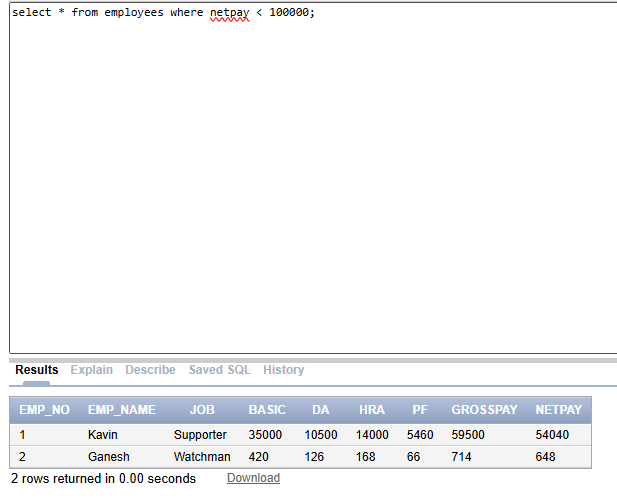 select * from employees where netpay < 100000;
Results Explain Describe Saved SQL History
EMP_NO EMP_NAME JOB BASIC DA HRA PF GROSSPAY NETPAY
1 Kavin Supporter 35000 10500 14000 5460 59500 54040
2 Ganesh Watchman 420 126 168 66 714 648
2 rows returned in 0.00 seconds Download